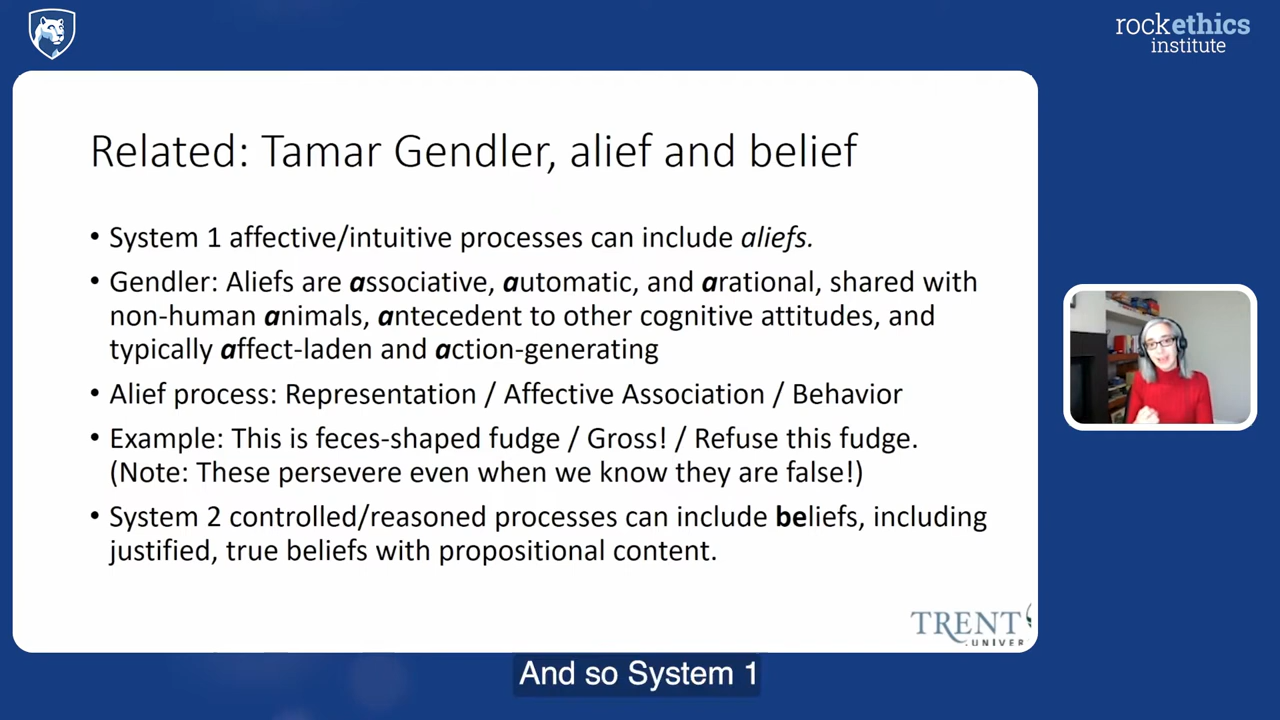 rockethics
institute
Related: Tamar Gendler, alief and belief
• System 1 affective/intuitive processes can include aliefs.
• Gendler: Aliefs are associative, automatic, and arational, shared with
non-human animals, antecedent to other cognitive attitudes, and
typically affect-laden and action-generating
• Alief process: Representation / Affective Association / Behavior
• Example: This is feces-shaped fudge / Gross! / Refuse this fudge.
(Note: These persevere even when we know they are false!)
• System 2 controlled/reasoned processes can include beliefs, including
justified, true beliefs with propositional content.
TRENT
UNIVER
And so System 1